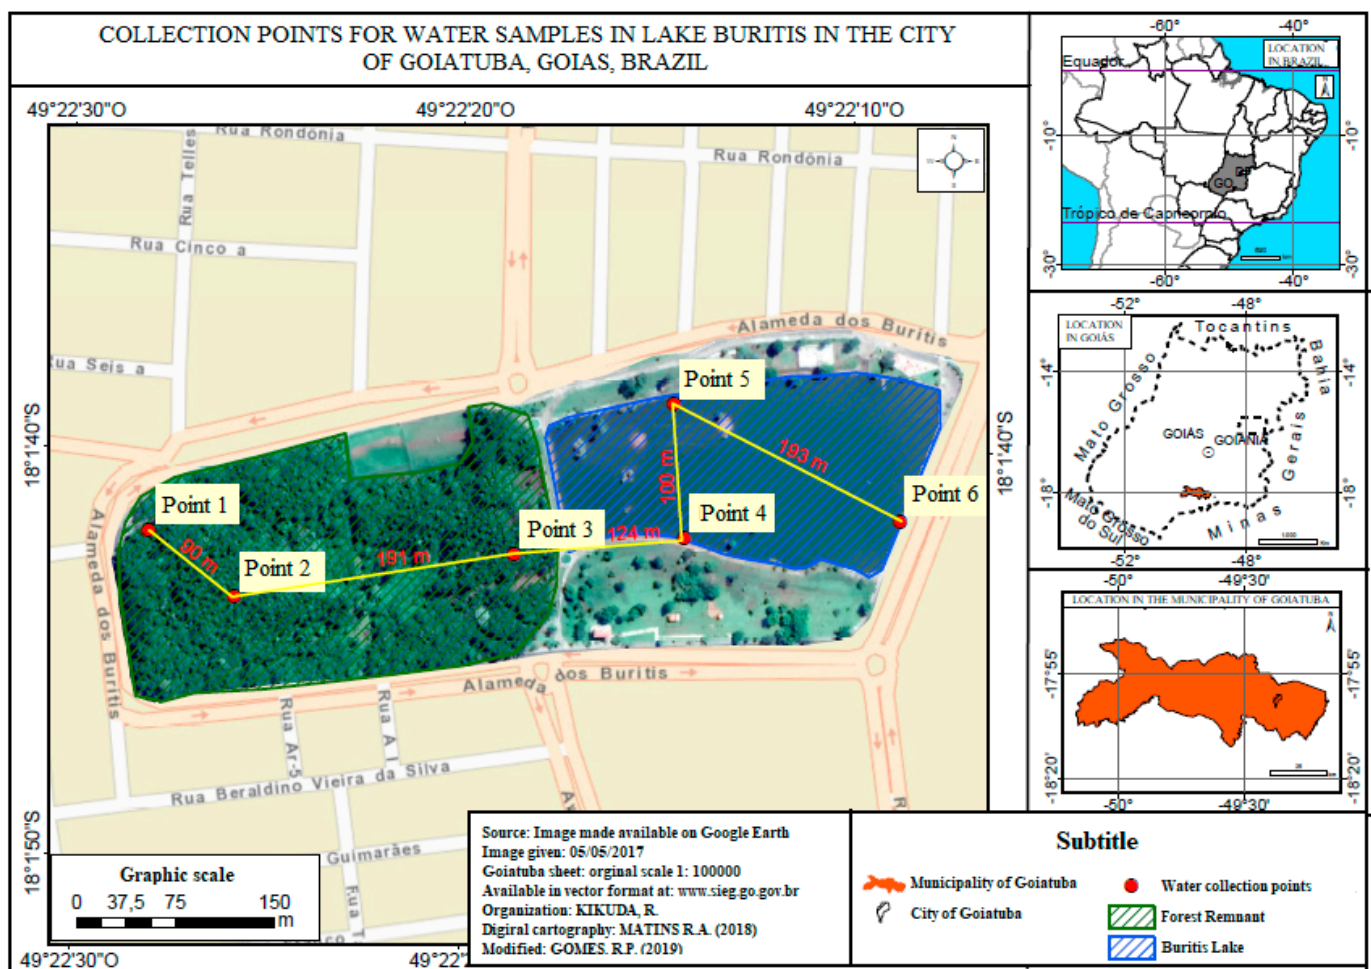 COLLECTION POINTS FOR WATER SAMPLES IN LAKE BURITIS IN THE CITY
OF GOIATUBA, GOIAS, BRAZIL
49°22'30"O
49°22'20"O
49°22'10"O
Rua Rondônia
Rua Rondônia
Rua Telles
Rua Cinco a
Rua Seis a
Alameda dos Buritis
18°1'40"S
18°1'40"S
Point 5
193 m
100 m
Point 6
Point 1
Point 3
Point 4
124 m
90 m
191 m
Point 2
Alameda dos Buritis
Alameda dos Buritis
Rua Ar-5
Rua A I
Rua Beraldino Vieira da Silva
Guimarães
18°1'50"S
Graphic scale
0 37,5 75 150
m
49°22'30"O
Source: Image made available on Google Earth
Image given: 05/05/2017
Goiatuba sheet: orginal scale 1: 100000
Available in vector format at: www.sieg.go.gov.br
Organization: KIKUDA, R.
Digiral cartography: MATINS R.A. (2018)
Modified: GOMES. R.P. (2019)
-60° -40°
LOCATION
IN BRAZIL
Equador
N
-10° -10°
GO
Trópico de Capricornio
-30° -30°
-60° -40°
-52° -48°
LOCATION
IN GOIÁS
Tocantins
Bahia
-14° -14°
Mato Grosso
GOIÁS
GOIANIA
Gerais
-18° -18°
Mato Grosso
do Sul
Minas
-52° -48°
-50° -49°30'
LOCATION IN THE MUNICIPALITY OF GOIATUBA
N
-17°55 -17°55
-18°20 -18°20
-50° -49°30'
Subtitle
Municipality of Goiatuba
Water collection points
City of Goiatuba
Forest Remnant
Buritis Lake